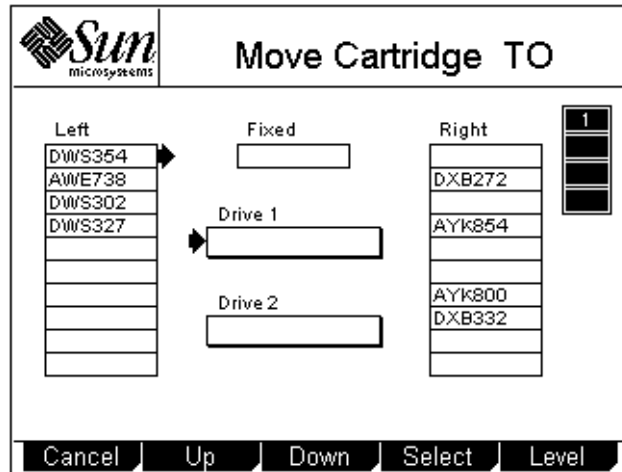 Sun
microsystems
Move Cartridge TO
1
Left
DWS354
AWE738
DWS302
DWS327
Fixed
Drive 1
Drive 2
Right
DXB272
AYK854
AYK800
DXB332
Cancel
Up
Down
Select
Level